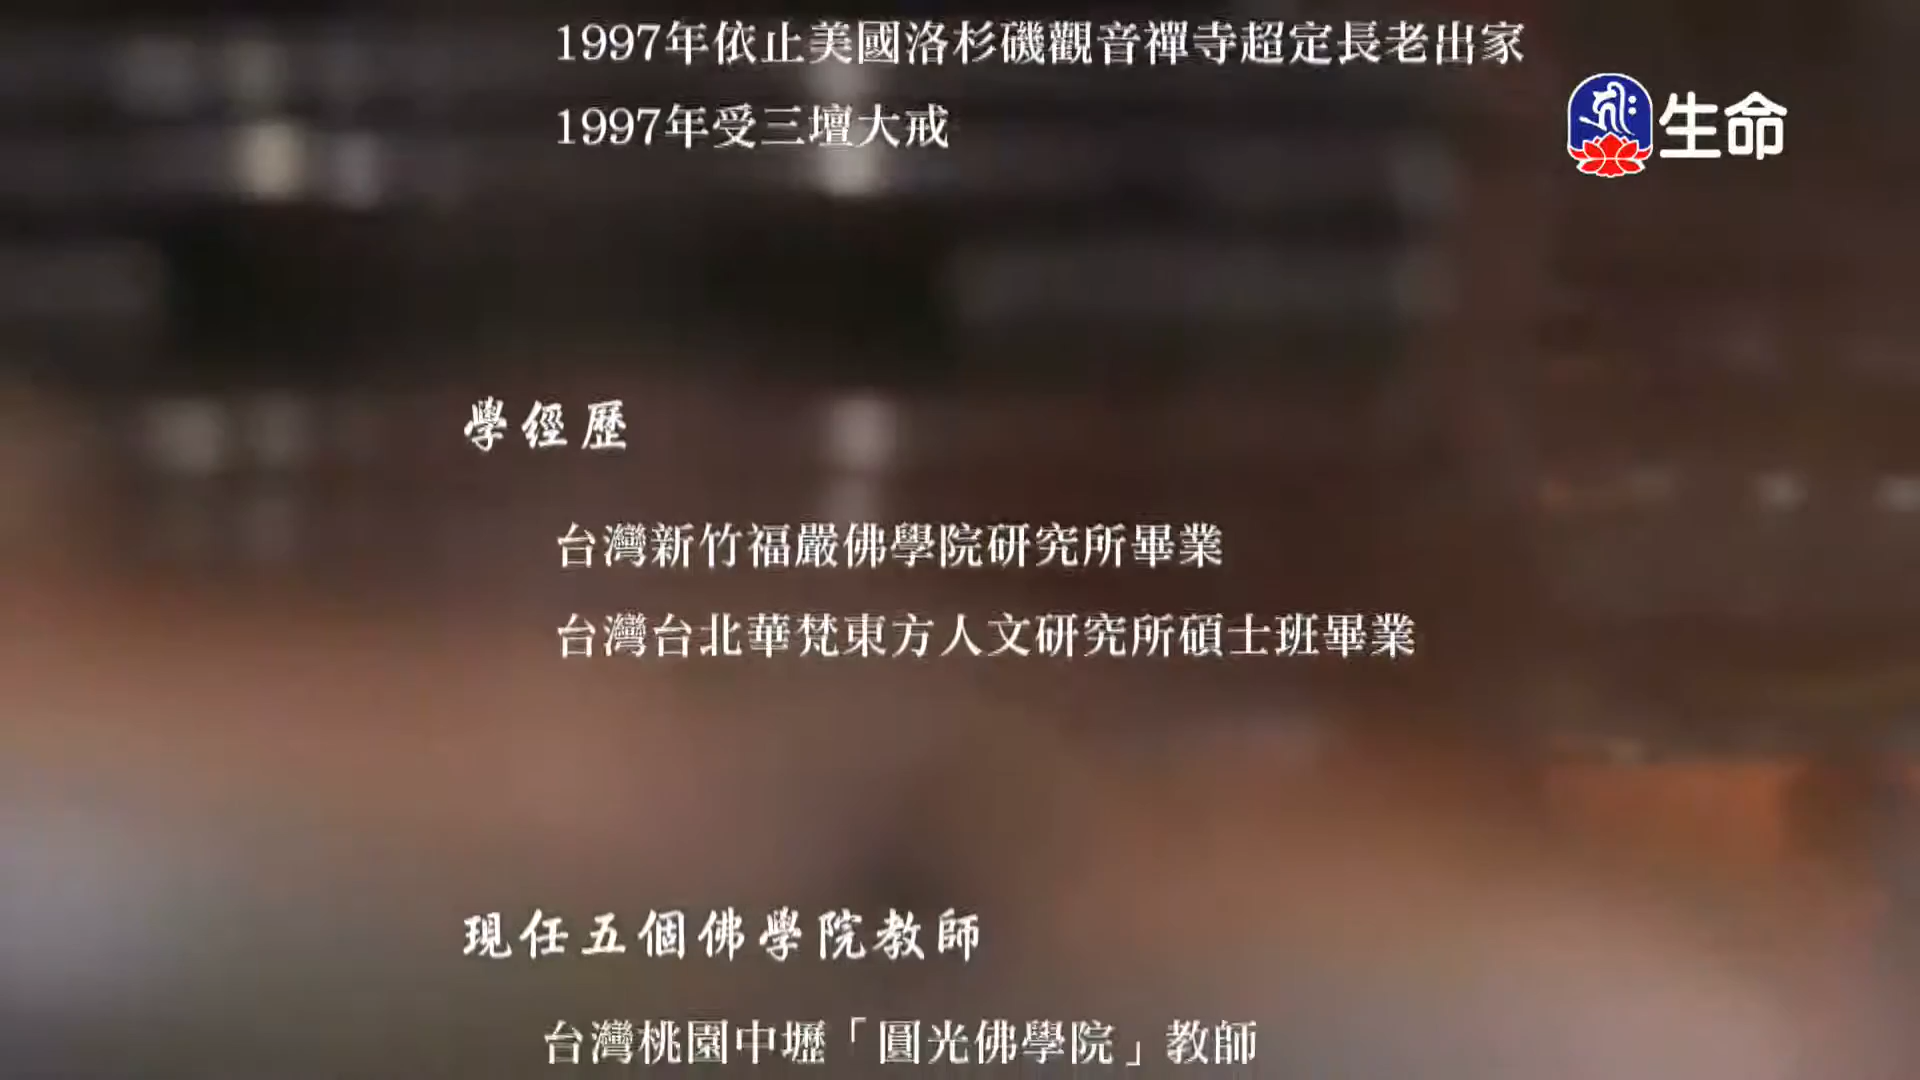 1997年依止美國洛杉磯觀音禪寺超定長老出家
1997年受三壇大戒
生命
學經歷
台灣新竹福嚴佛學院研究所畢業
台灣台北華梵東方人文研究所碩士班畢業
現任五個佛學院教師
台灣桃園中壢「圓光佛學院」教師